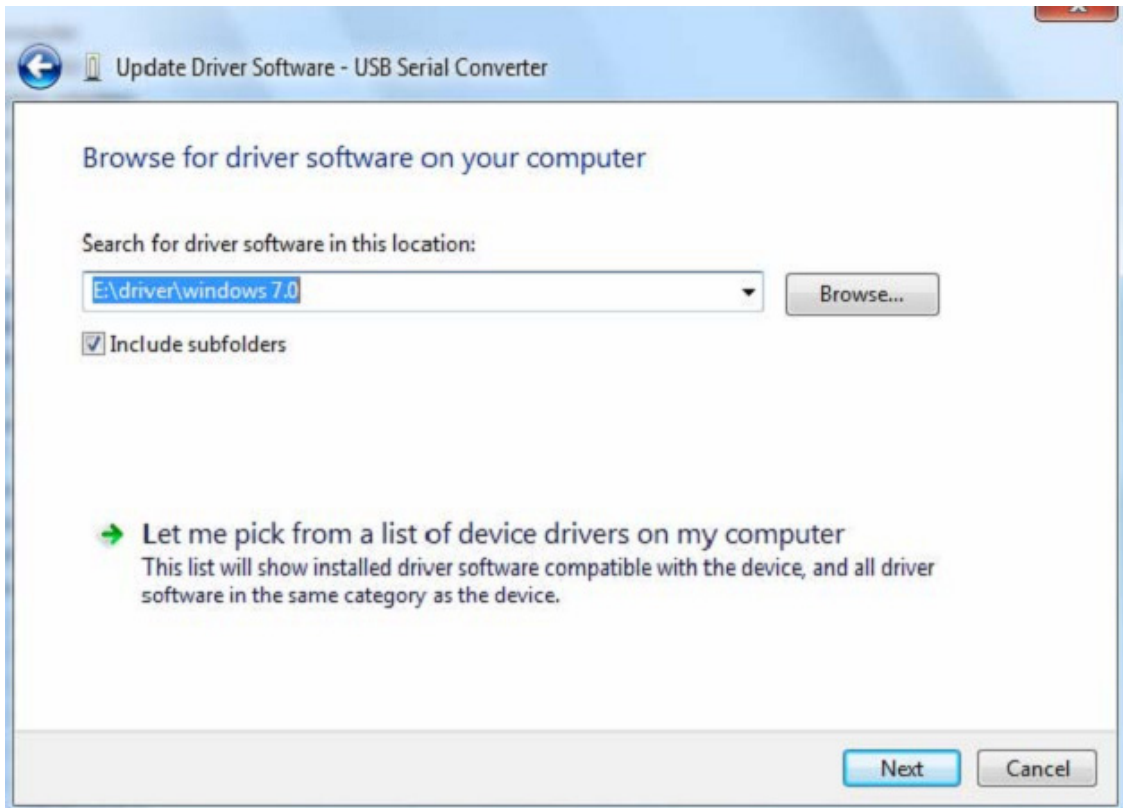 Update Driver Software - USB Serial Converter
Browse for driver software on your computer
Search for driver software in this location:
E:\driver\windows 7.0
Browse...
Include subfolders
Let me pick from a list of device drivers on my computer
This list will show installed driver software compatible with the device, and all driver
software in the same category as the device.
Next
Cancel